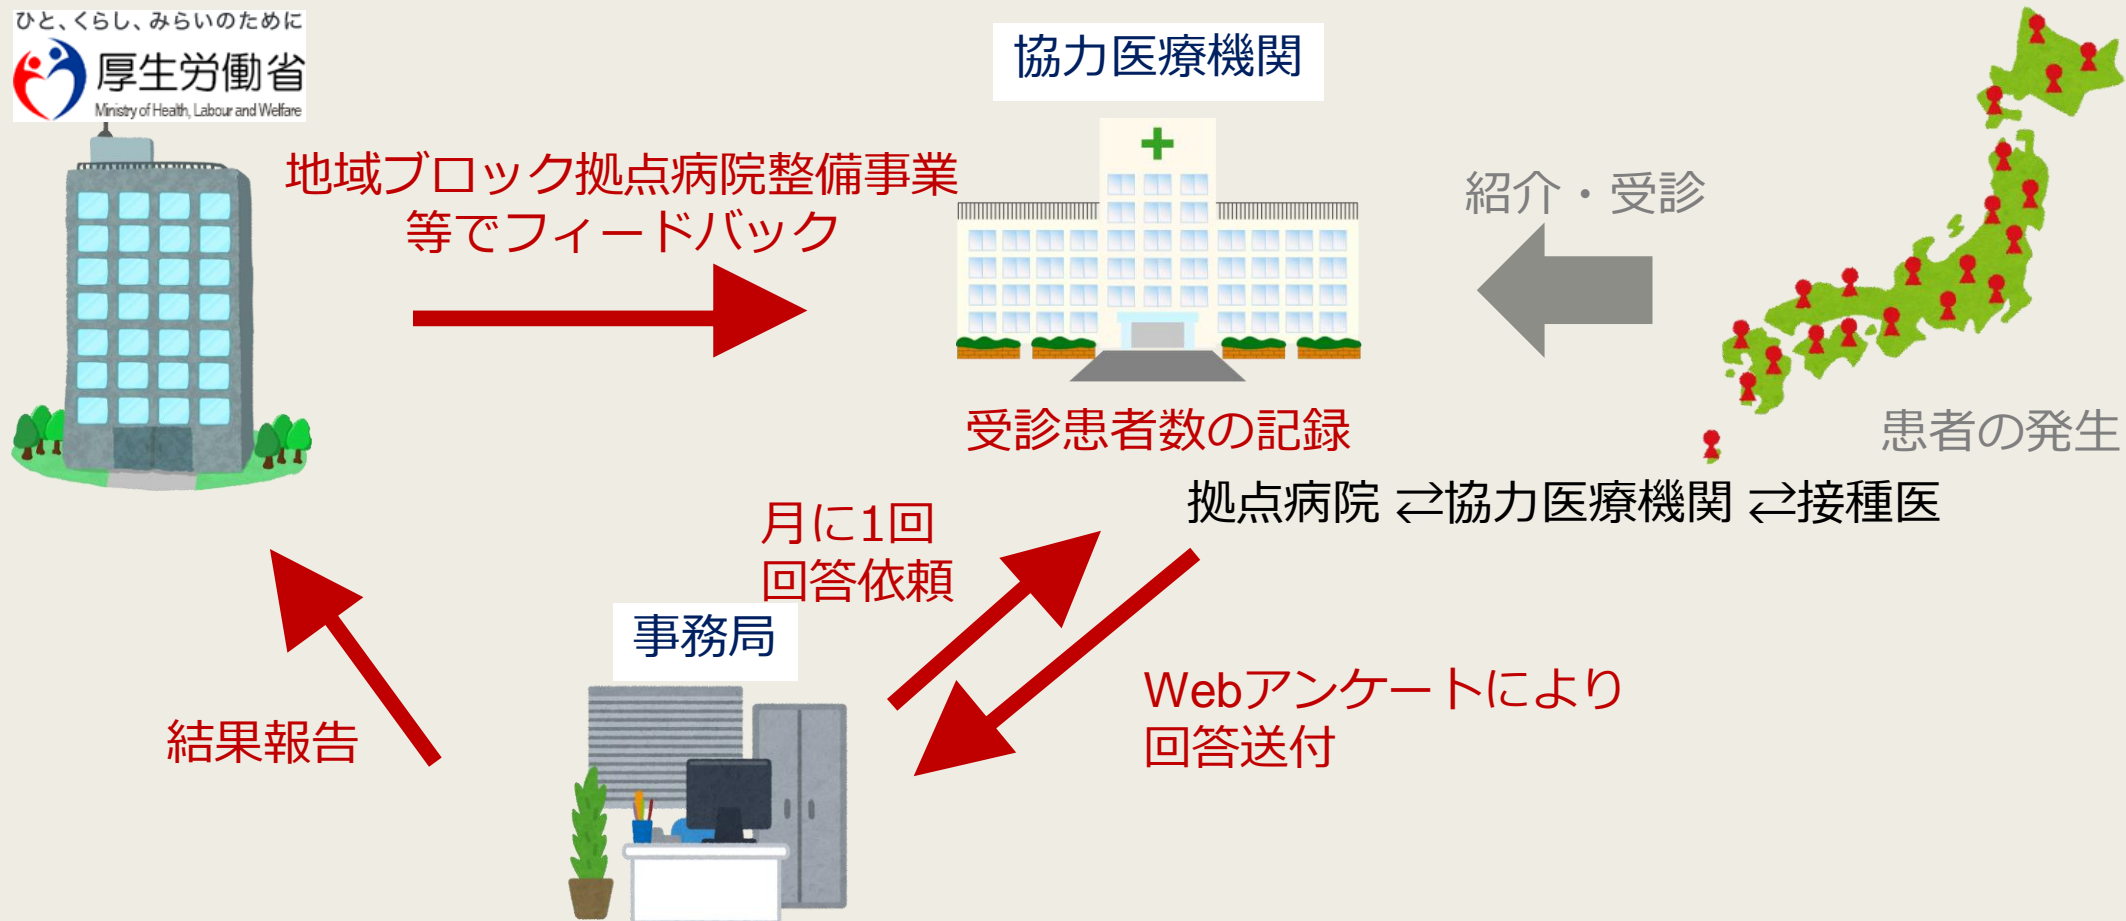 ひと、くらし、みらいのために
厚生労働省
Ministry of Health, Labour and Welfare
協力医療機関
地域ブロック拠点病院整備事業
等でフィードバック
紹介・受診
受診患者数の記録
患者の発生
拠点病院 ⇄協力医療機関 ⇄接種医
月に1回
回答依頼
事務局
Webアンケートにより
回答送付
結果報告